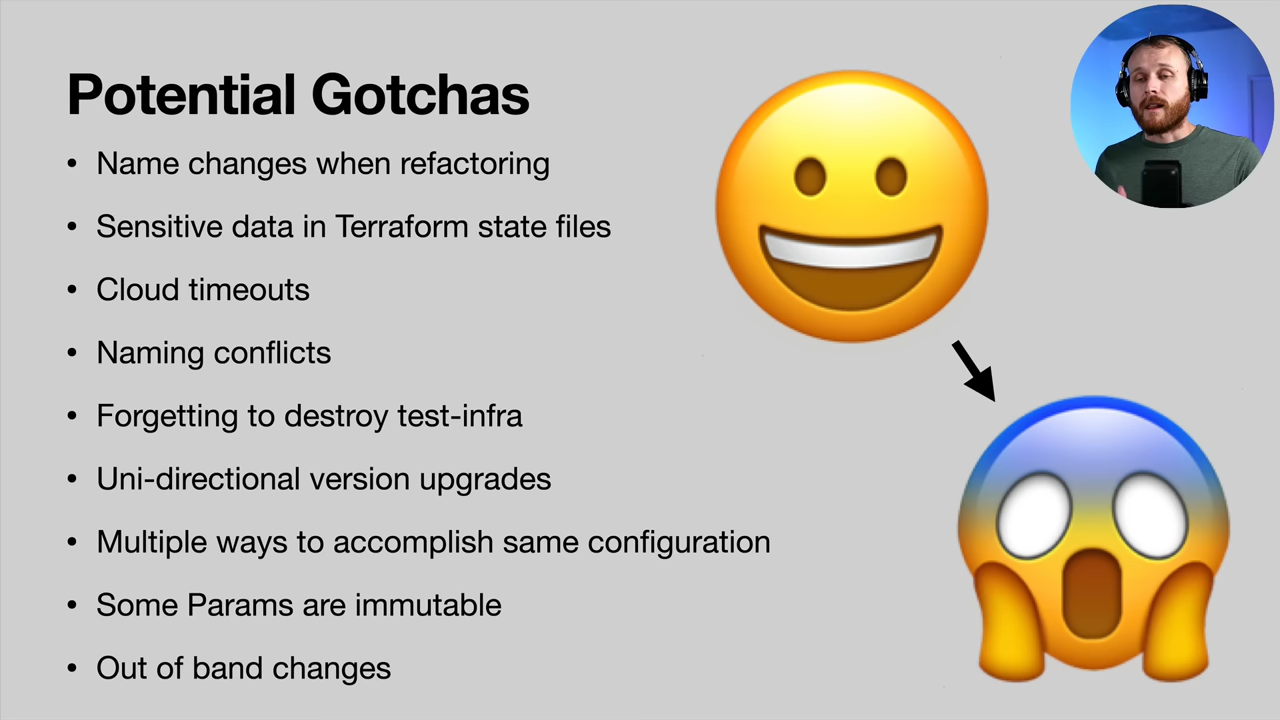 Potential Gotchas
• Name changes when refactoring
• Sensitive data in Terraform state files
• Cloud timeouts
• Naming conflicts
• Forgetting to destroy test-infra
• Uni-directional version upgrades
• Multiple ways to accomplish same configuration
• Some Params are immutable
• Out of band changes